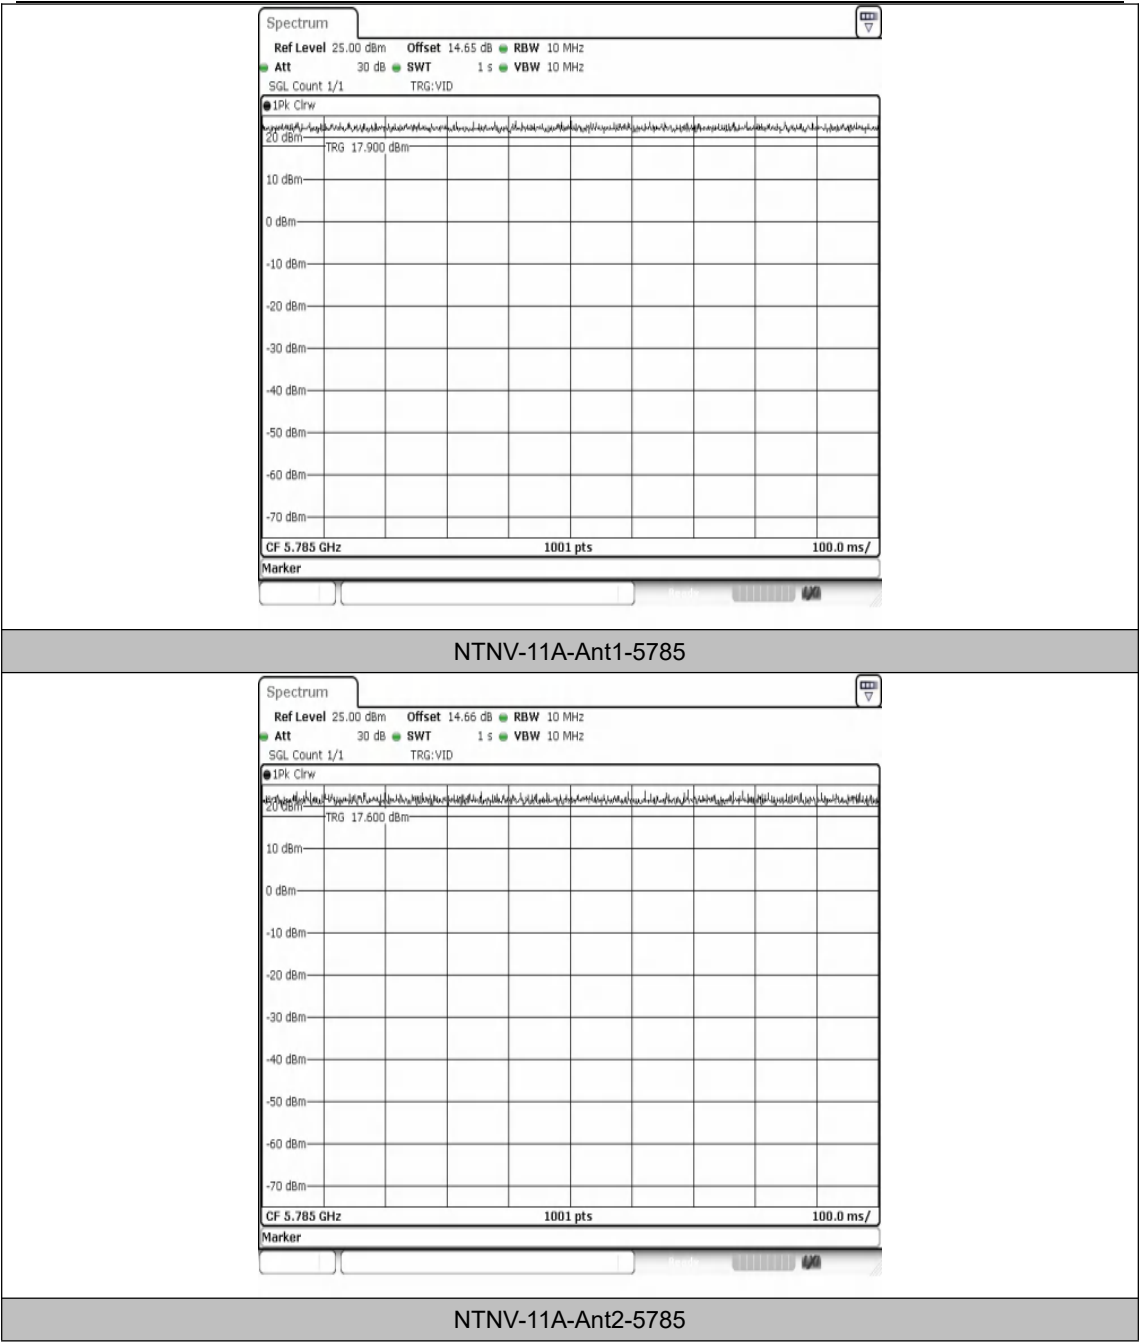 Spectrum
Ref Level 25.00 dBm Offset 14.65 dB RBW 10 MHz
Att 30 dB SWT 1 s VBW 10 MHz
SGL Count 1/1 TRG:VID
1Pk Clrw
20 dBm
TRG 17.900 dBm
10 dBm
0 dBm
-10 dBm
-20 dBm
-30 dBm
-40 dBm
-50 dBm
-60 dBm
-70 dBm
CF 5.785 GHz 1001 pts 100.0 ms/
Marker
Ready
NTNV-11A-Ant1-5785
Spectrum
Ref Level 25.00 dBm Offset 14.66 dB RBW 10 MHz
Att 30 dB SWT 1 s VBW 10 MHz
SGL Count 1/1 TRG:VID
1Pk Clrw
20 dBm
TRG 17.600 dBm
10 dBm
0 dBm
-10 dBm
-20 dBm
-30 dBm
-40 dBm
-50 dBm
-60 dBm
-70 dBm
CF 5.785 GHz 1001 pts 100.0 ms/
Marker
Ready
NTNV-11A-Ant2-5785